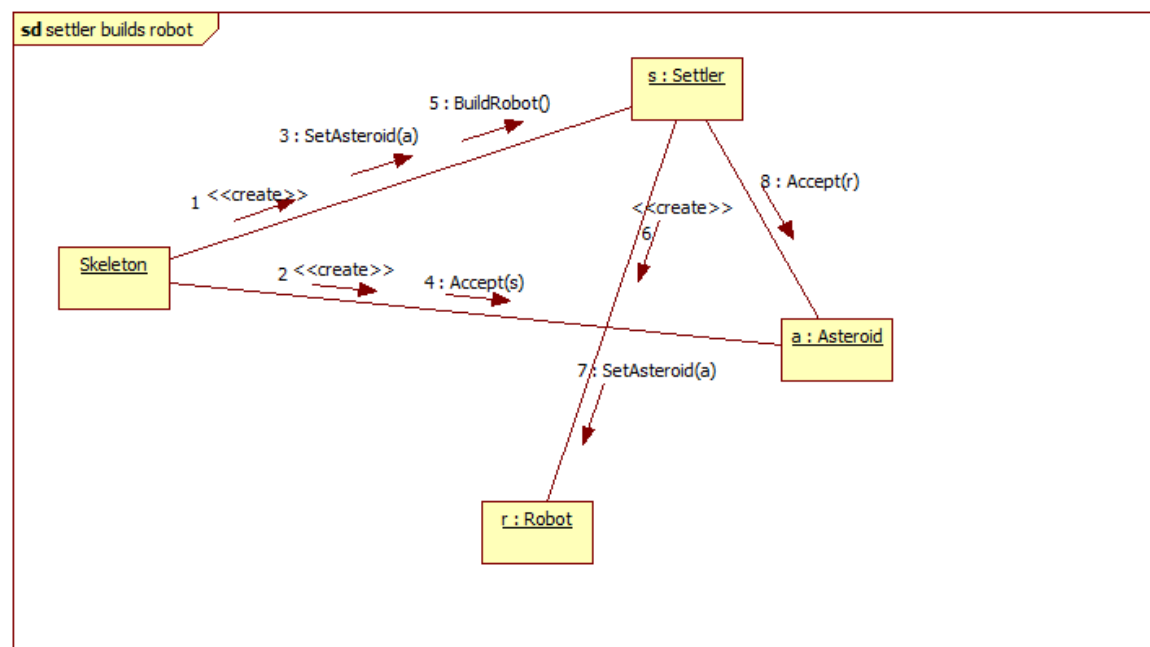 sd settler builds robot
s : Settler
5 : BuildRobot()
3 : SetAsteroid(a)
8 : Accept(r)
1 <<create>>
<<create>>
6
Skeleton
2 <<create>>
4 : Accept(s)
a : Asteroid
7 : SetAsteroid(a)
r : Robot